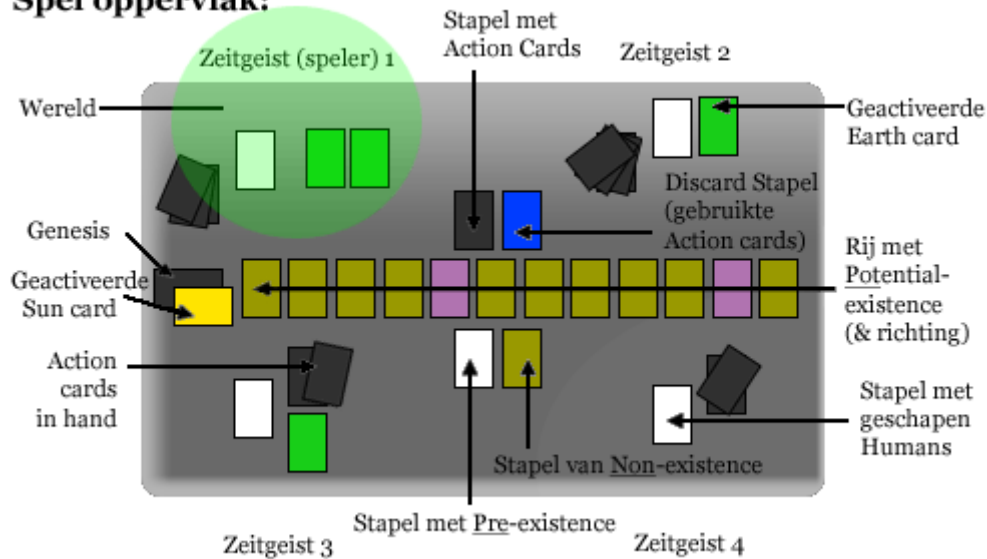 Spel oppervlak:
Stapel met
Action Cards
Zeitgeist (speler) 1
Zeitgeist 2
Wereld
Geactiveerde
Earth card
Discard Stapel
(gebruikte
Action cards)
Genesis
Geactiveerde
Sun card
Rij met
Potential-
existence
(& richting)
Action
cards
in hand
Stapel met
geschapen
Humans
Stapel van Non-existence
Stapel met Pre-existence
Zeitgeist 3
Zeitgeist 4